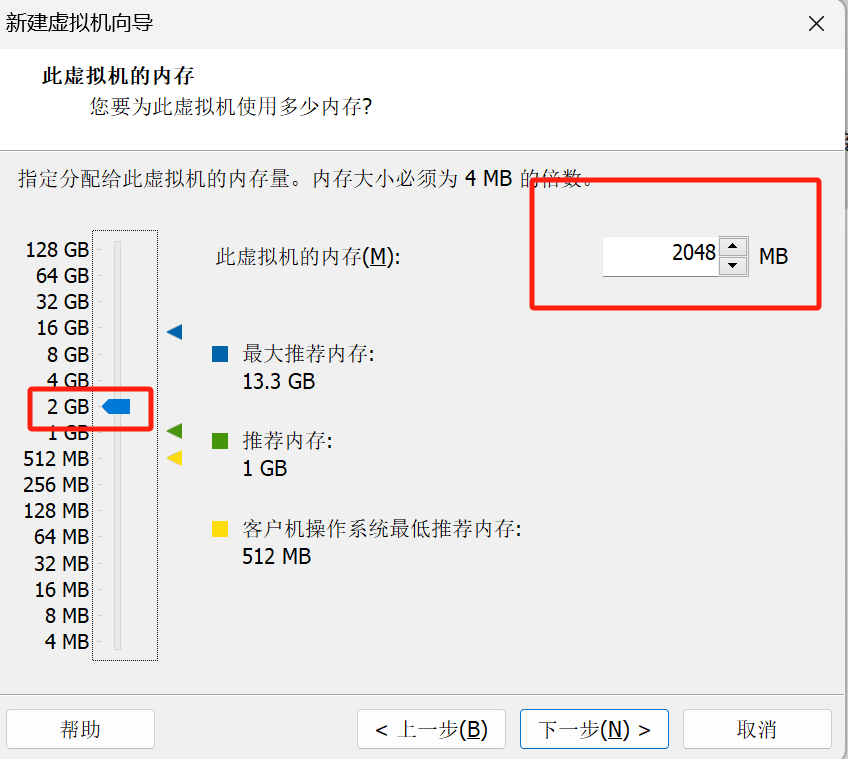 新建虚拟机向导
此虚拟机的内存
您要为此虚拟机使用多少内存?
指定分配给此虚拟机的内存量。内存大小必须为 4 MB 的倍数。
128 GB
64 GB
32 GB
16 GB
8 GB
4 GB
2 GB
1 GB
512 MB
256 MB
128 MB
64 MB
32 MB
16 MB
8 MB
4 MB
此虚拟机的内存(M): 2048 MB
最大推荐内存:
13.3 GB
推荐内存:
1 GB
客户机操作系统最低推荐内存:
512 MB
帮助 < 上一步(B) 下一步(N) > 取消